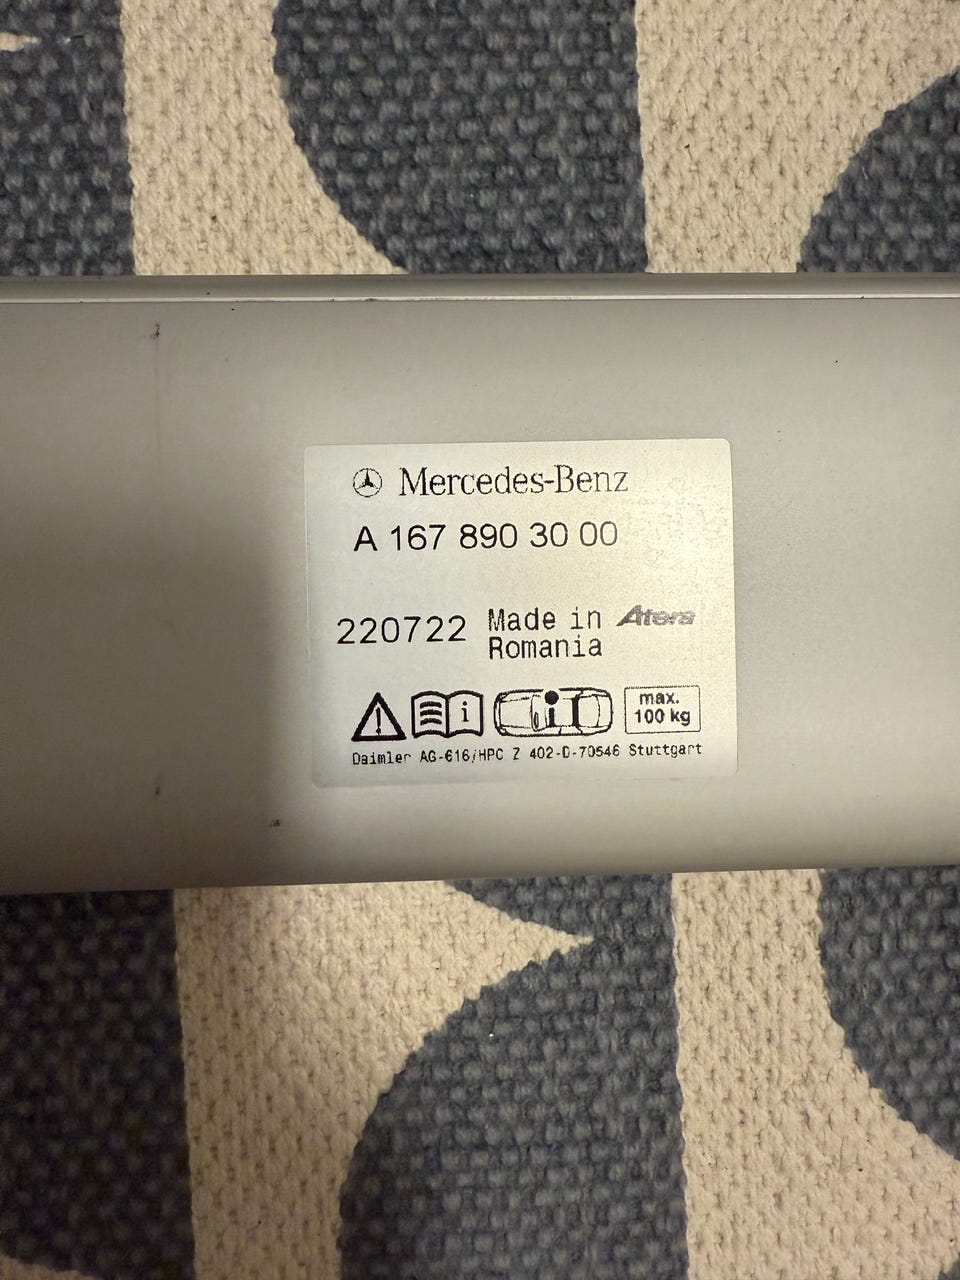 Mercedes-Benz
A 167 890 30 00
220722 Made in Romania Atera
i
max. 100 kg
Daimler AG-616/HPC Z 402-D-70546 Stuttgart